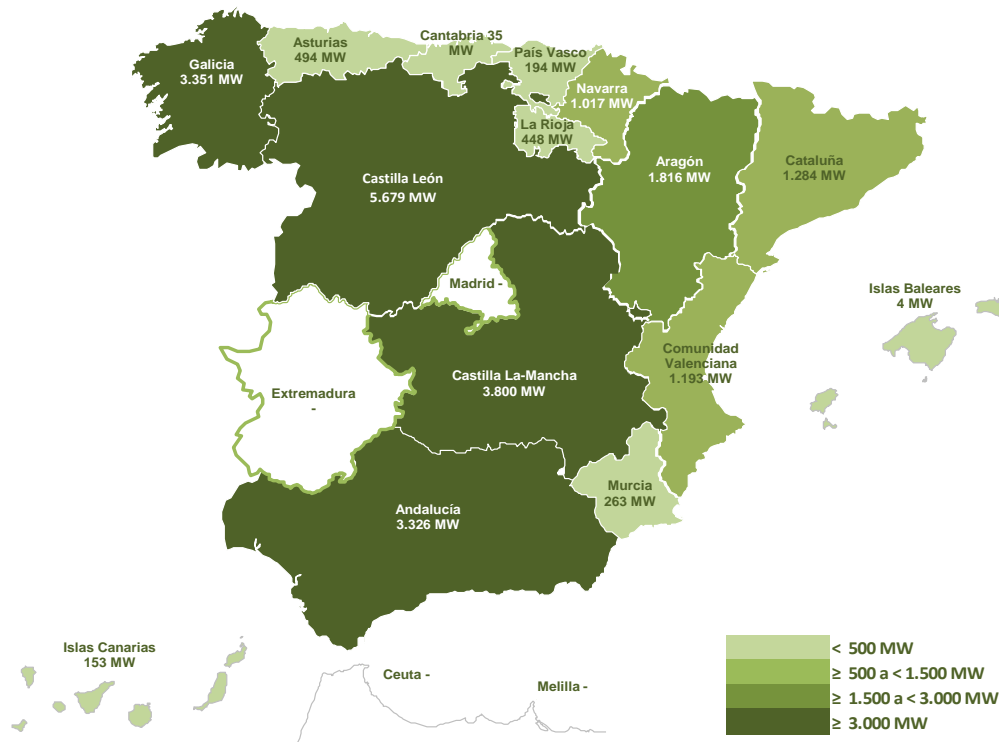 Asturias
494 MW
Cantabria 35
MW
País Vasco
194 MW
Galicia
3.351 MW
Navarra
1.017 MW
La Rioja
448 MW
Aragón
1.816 MW
Cataluña
1.284 MW
Castilla León
5.679 MW
Madrid -
Islas Baleares
4 MW
Comunidad
Valenciana
1.193 MW
Castilla La-Mancha
3.800 MW
Extremadura
-
Murcia
263 MW
Andalucía
3.326 MW
Islas Canarias
153 MW
Ceuta -
Melilla -
< 500 MW
≥ 500 a < 1.500 MW
≥ 1.500 a < 3.000 MW
≥ 3.000 MW